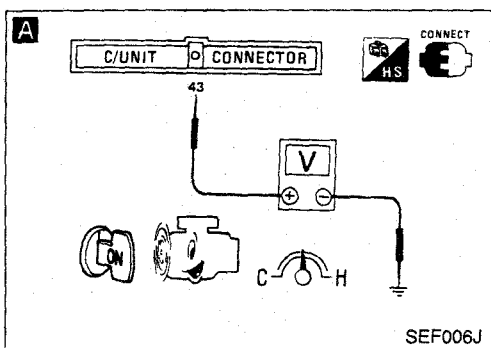 A
CONNECT
C/UNIT CONNECTOR
HS
43
V
ON
C H
SEF006J